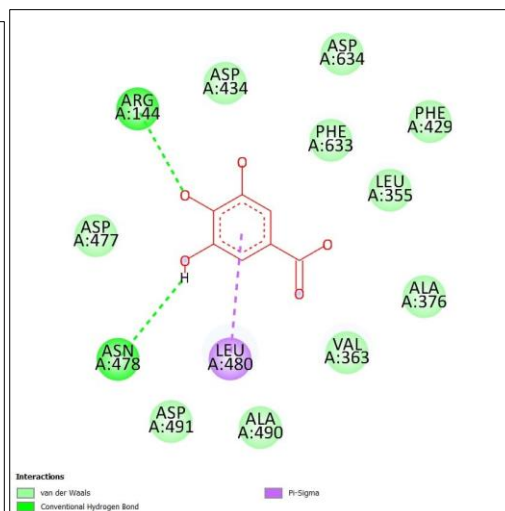 ASP
A:634
ASP
A:434
ARG
A:144
PHE
A:429
PHE
A:633
LEU
A:355
O
O
ASP
A:477
O
O
H
O
ALA
A:376
ASN
A:478
LEU
A:480
VAL
A:363
ASP
A:491
ALA
A:490
Interactions
van der Waals
Pi-Sigma
Conventional Hydrogen Bond